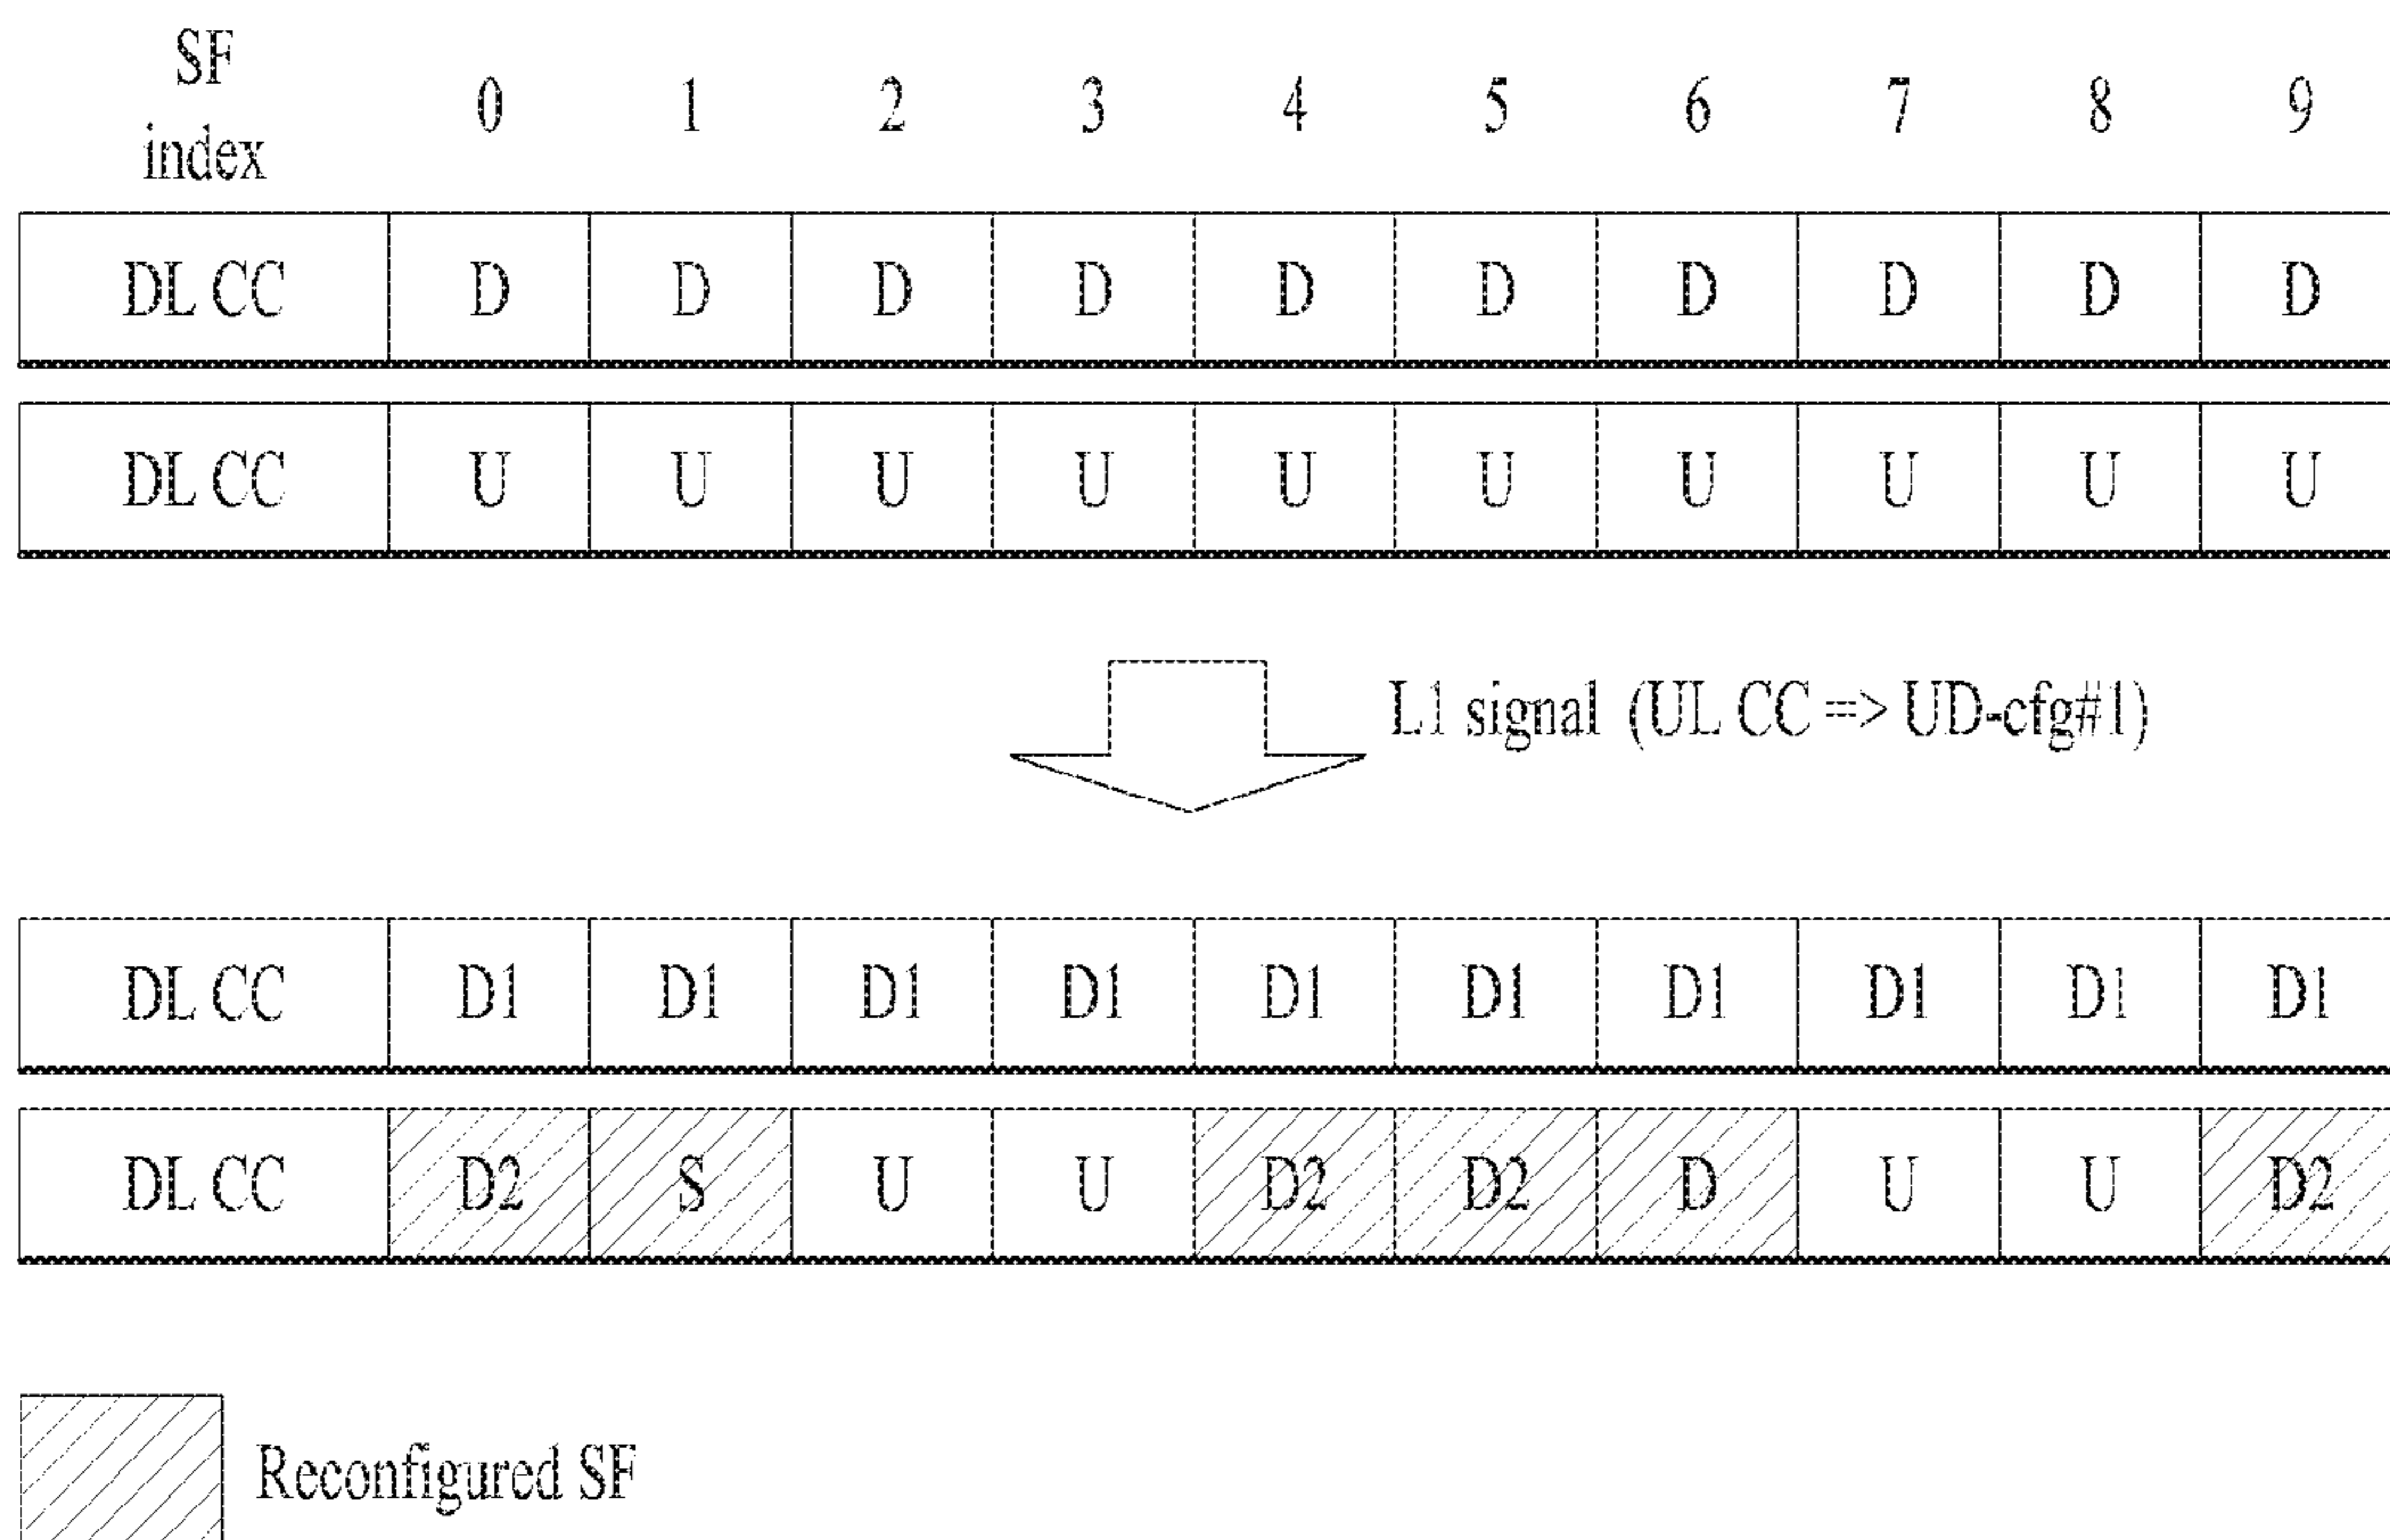 SF index 0 1 2 3 4 5 6 7 8 9
DL CC D D D D D D D D D D
DL CC U U U U U U U U U U
L1 signal (UL CC => UD-cfg#1)
DL CC D1 D1 D1 D1 D1 D1 D1 D1 D1 D1
DL CC D2 S U U D2 D2 D U U D2
Reconfigured SF